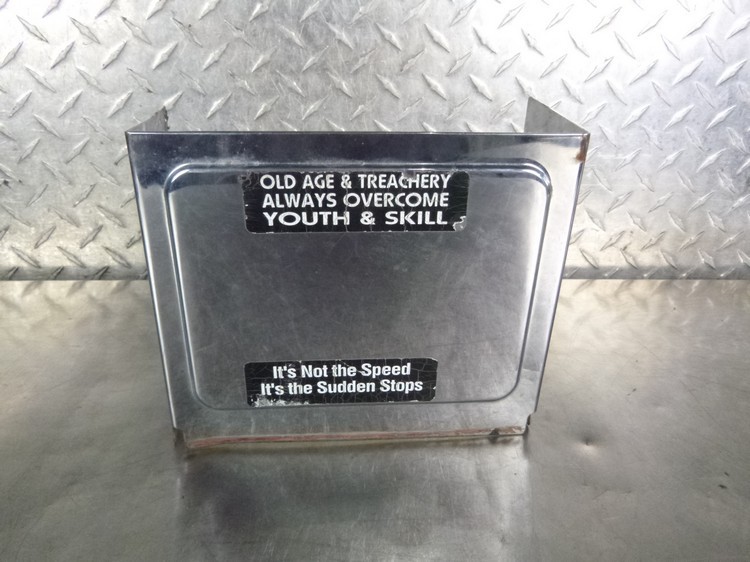 OLD AGE & TREACHERY
ALWAYS OVERCOME
YOUTH & SKILL
It's Not the Speed
It's the Sudden Stops